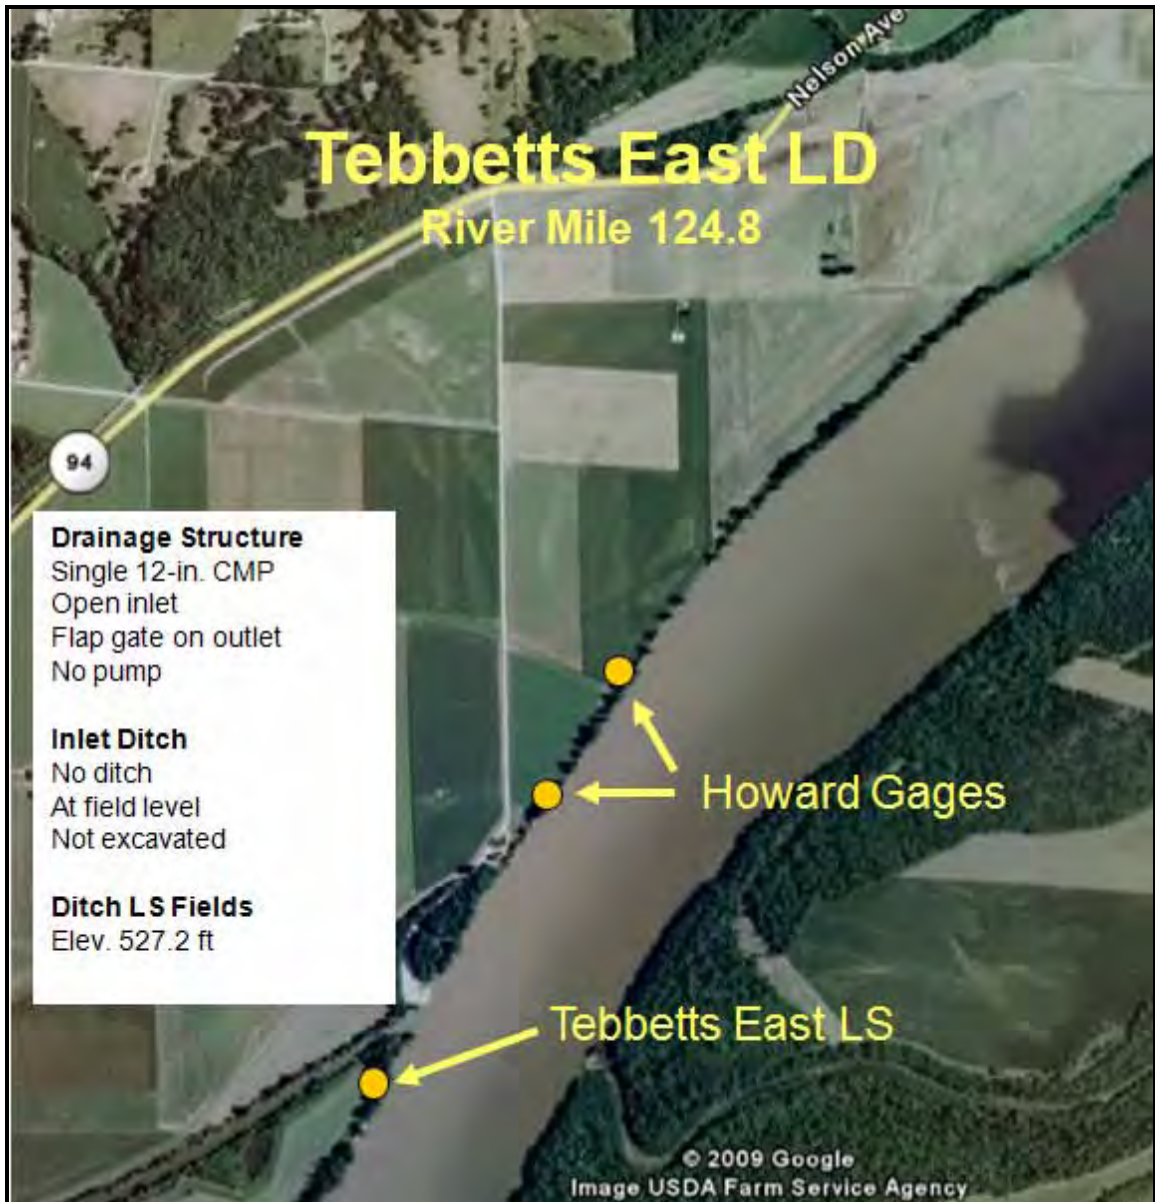 Nelson Ave
Tebbetts East LD
River Mile 124.8
94
Drainage Structure
Single 12-in. CMP
Open inlet
Flap gate on outlet
No pump
Inlet Ditch
No ditch
At field level
Not excavated
Ditch LS Fields
Elev. 527.2 ft
Howard Gages
Tebbetts East LS
© 2009 Google
Image USDA Farm Service Agency